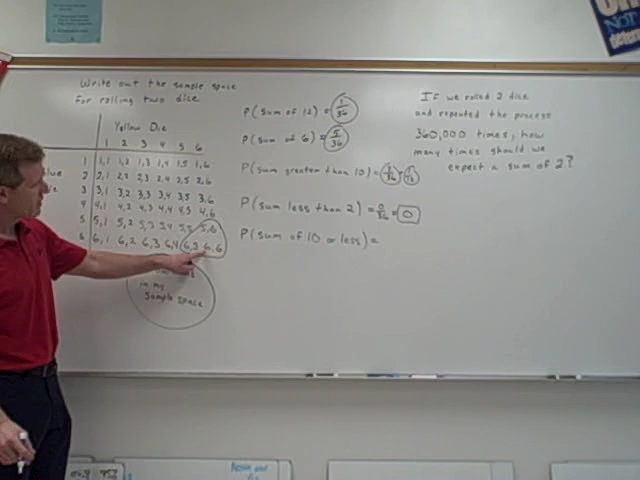 Write out the sample space
for rolling two dice.
Yellow Die
1 2 3 4 5 6
1 1,1 1,2 1,3 1,4 1,5 1,6
2 2,1 2,2 2,3 2,4 2,5 2,6
3 3,1 3,2 3,3 3,4 3,5 3,6
4 4,1 4,2 4,3 4,4 4,5 4,6
5 5,1 5,2 5,3 5,4 5,5 5,6
6 6,1 6,2 6,3 6,4 6,5 6,6
in my
sample space
P(sum of 12) = 1/36
P(sum of 6) = 5/36
P(sum greater than 10) =
P(sum less than 2) = 0/36 = 0
P(sum of 10 or less) =
If we rolled 2 dice
and repeated the process
360,000 times, how
many times should we
expect a sum of 2?
NOT